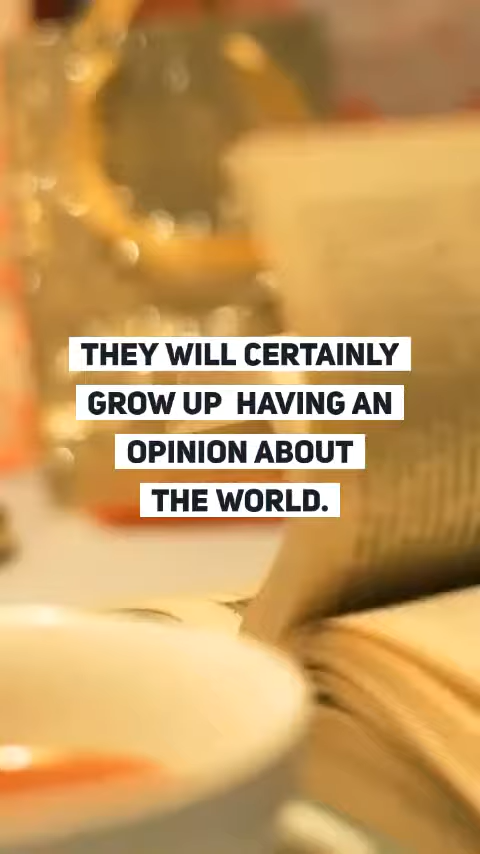 THEY WILL CERTAINLY
GROW UP  HAVING AN
OPINION ABOUT
THE WORLD.